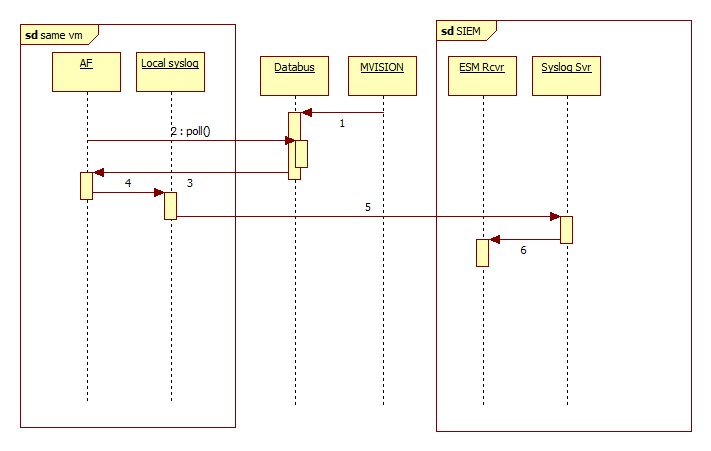 sd same vm
sd SIEM
AF
Local syslog
Databus
MVISION
ESM Rcvr
Syslog Svr
1
2 : poll()
4
3
5
6